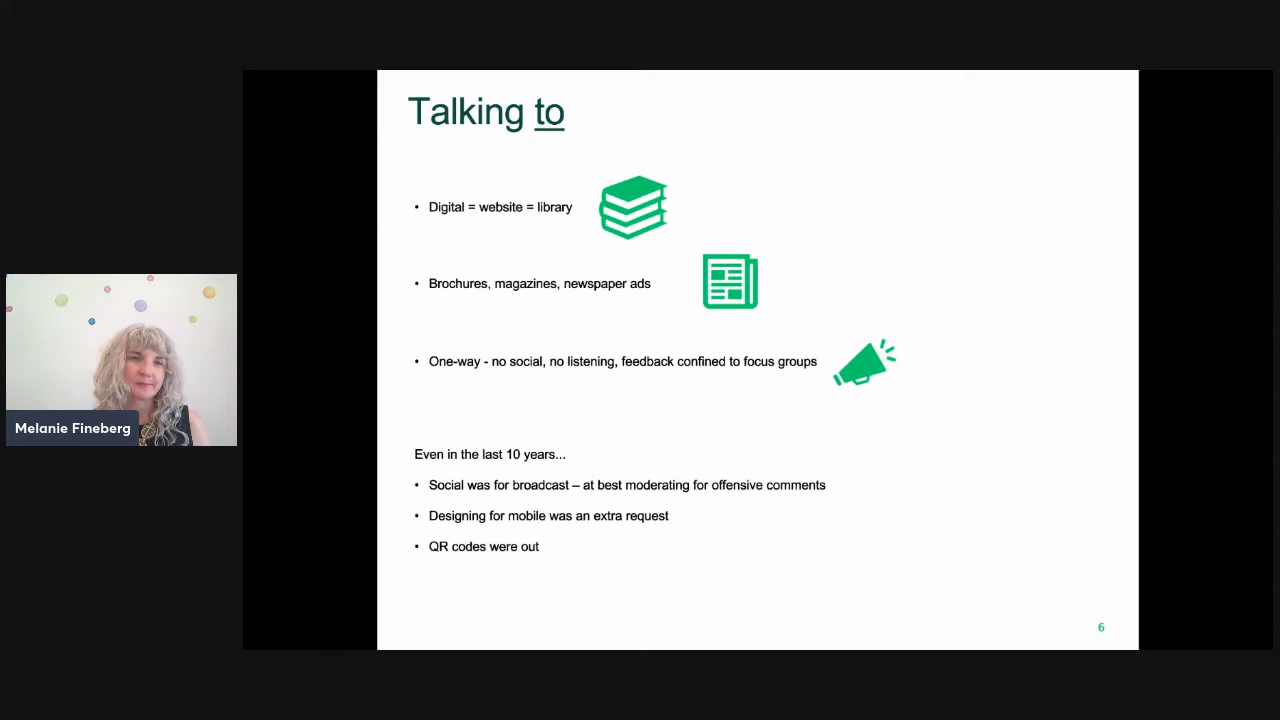 Talking to
• Digital = website = library
• Brochures, magazines, newspaper ads
• One-way - no social, no listening, feedback confined to focus groups
Even in the last 10 years...
• Social was for broadcast – at best moderating for offensive comments
• Designing for mobile was an extra request
• QR codes were out
6
Melanie Fineberg